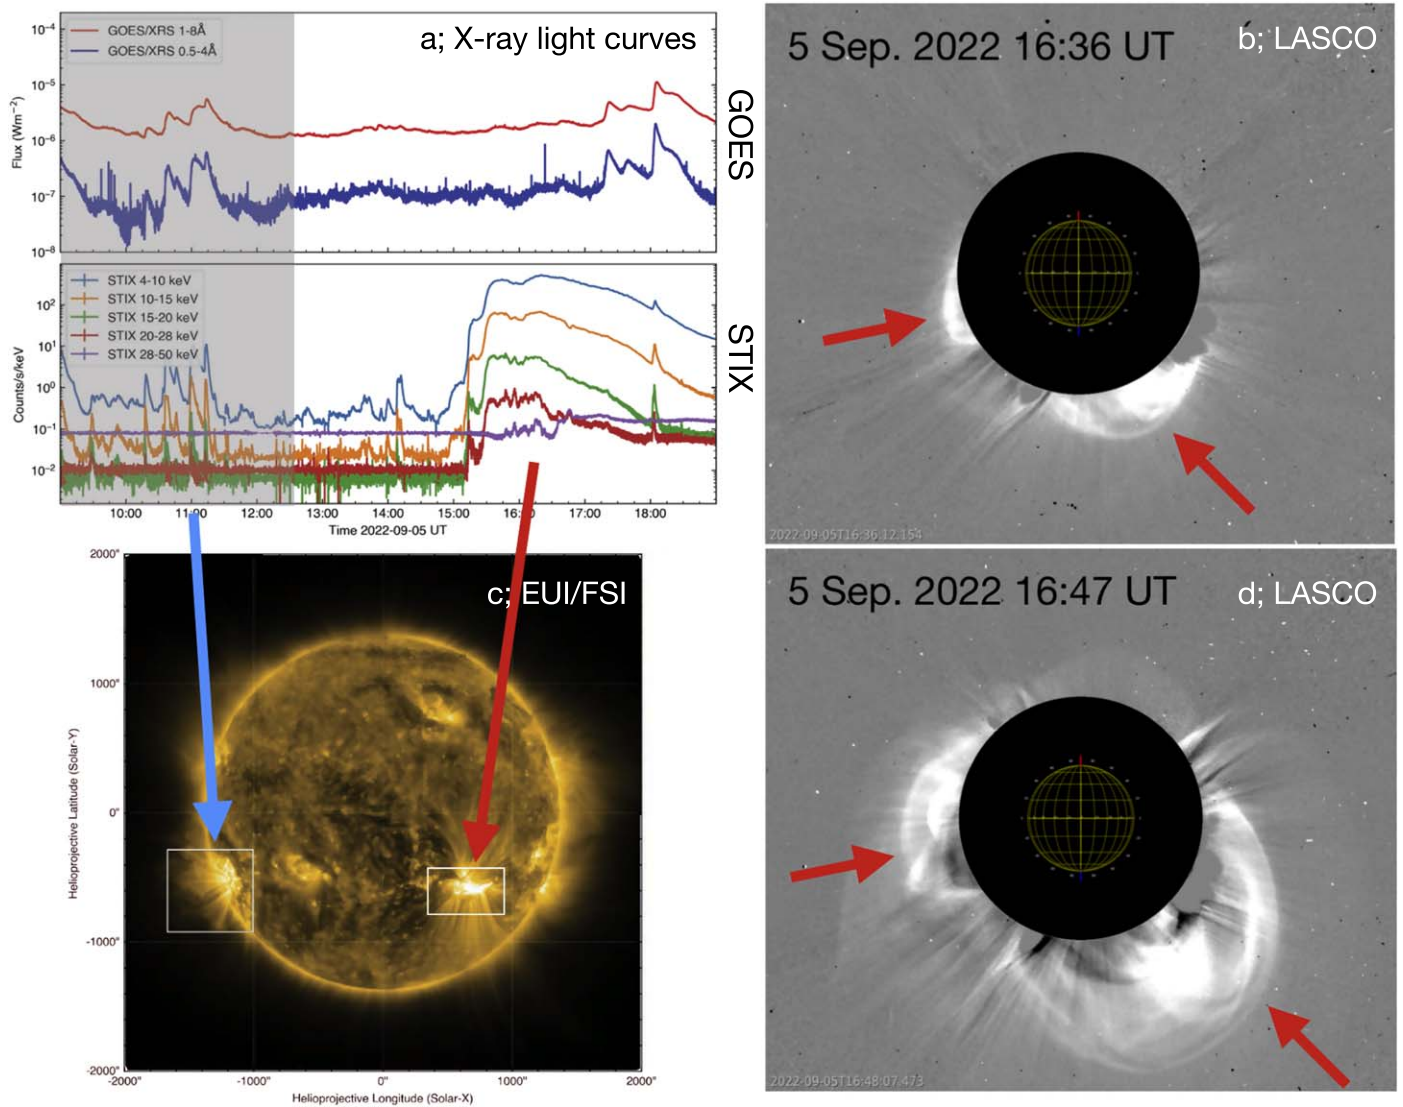 a; X-ray light curves
GOES/XRS 1-8Å
GOES/XRS 0.5-4Å
Flux (Wm⁻²)
10⁻⁴
10⁻⁵
10⁻⁶
10⁻⁷
10⁻⁸
GOES
STIX 4-10 keV
STIX 10-15 keV
STIX 15-20 keV
STIX 20-28 keV
STIX 28-50 keV
Counts/s/keV
10²
10¹
10⁰
10⁻¹
10⁻²
STIX
10:00 11:00 12:00 13:00 14:00 15:00 17:00 18:00
Time 2022-09-05 UT
5 Sep. 2022 16:36 UT
b; LASCO
2022-09-05T16:36:12.154
c; EUI/FSI
Helioprojective Latitude (Solar-Y)
2000"
1000"
0"
-1000"
-2000"
-2000" -1000" 0" 1000" 2000"
Helioprojective Longitude (Solar-X)
5 Sep. 2022 16:47 UT
d; LASCO
2022-09-05T16:48:07.473